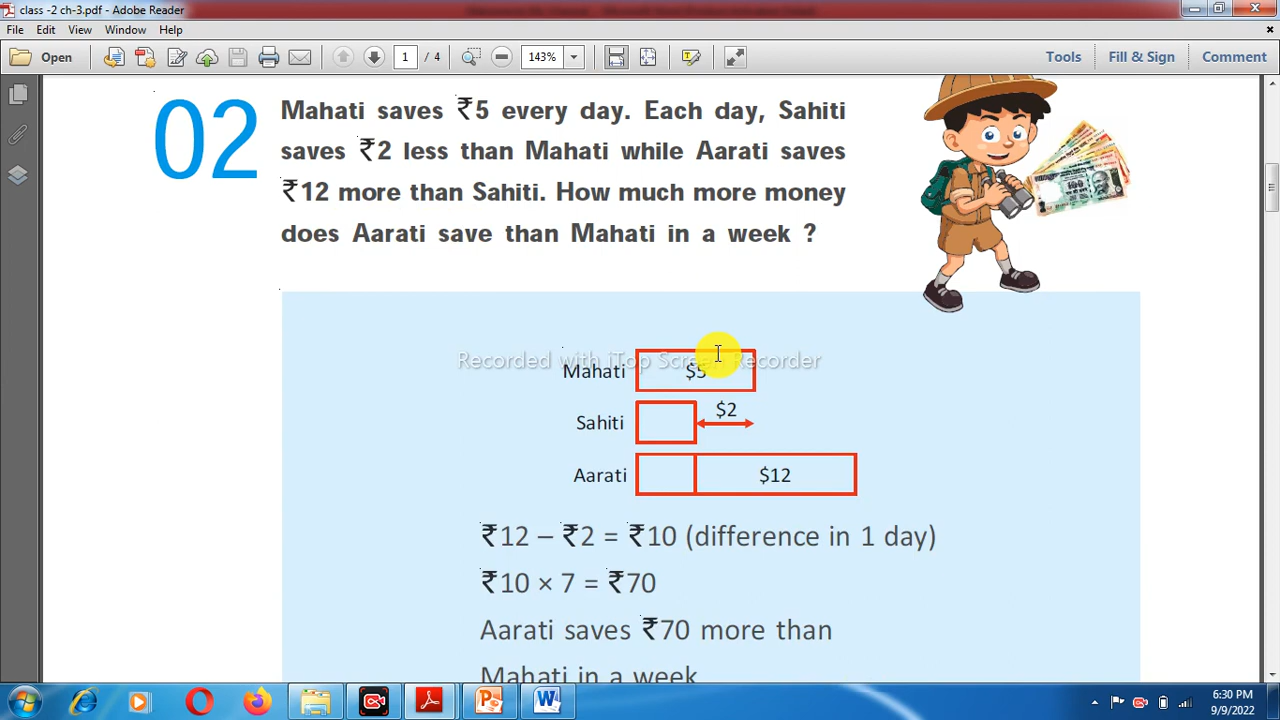 class -2 ch-3.pdf - Adobe Reader
File Edit View Window Help
Open 1 / 4 143% Tools Fill & Sign Comment
02
Mahati saves ₹5 every day. Each day, Sahiti
saves ₹2 less than Mahati while Aarati saves
₹12 more than Sahiti. How much more money
does Aarati save than Mahati in a week ?
Recorded with iTop Screen Recorder
Mahati $5
$2
Sahiti
Aarati $12
₹12 – ₹2 = ₹10 (difference in 1 day)
₹10 × 7 = ₹70
Aarati saves ₹70 more than
Mahati in a week
6:30 PM
9/9/2022